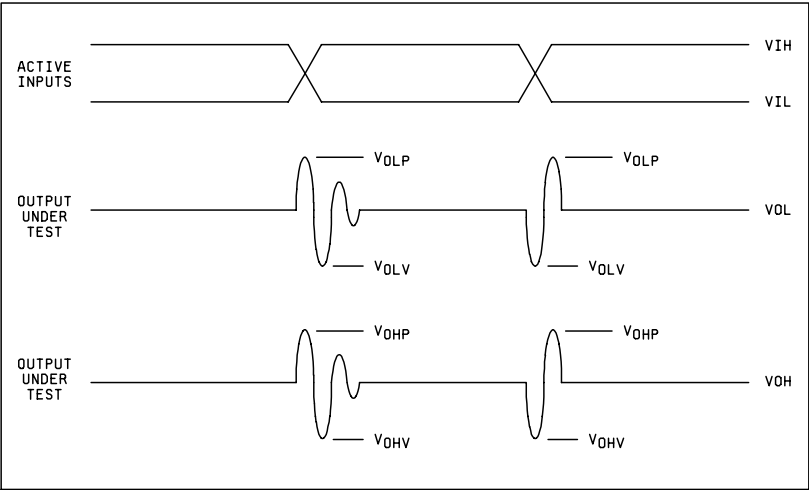 VIH
ACTIVE
INPUTS
VIL
VOLP
VOLP
OUTPUT
UNDER
TEST
VOL
VOLV
VOLV
VOHP
VOHP
OUTPUT
UNDER
TEST
VOH
VOHV
VOHV